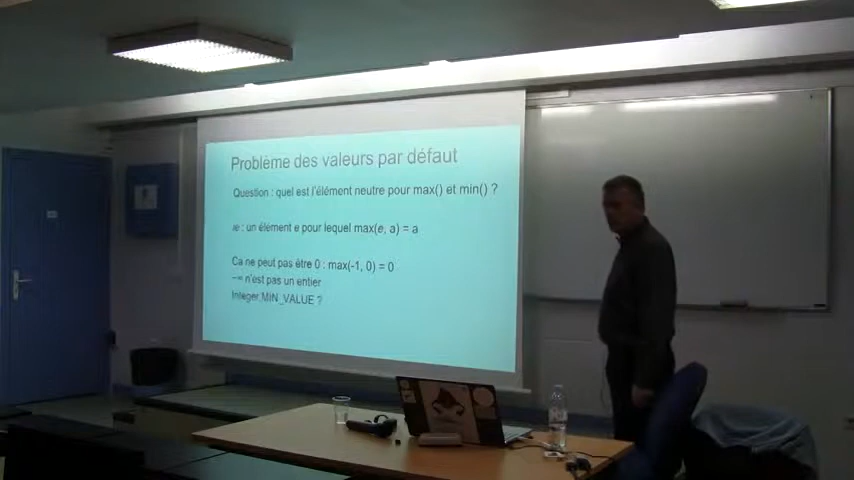 Problème des valeurs par défaut
Question : quel est l'élément neutre pour max() et min() ?
æ : un élément e pour lequel max(e, a) = a
Ca ne peut pas être 0 : max(-1, 0) = 0
−∞ n'est pas un entier
Integer.MIN_VALUE ?